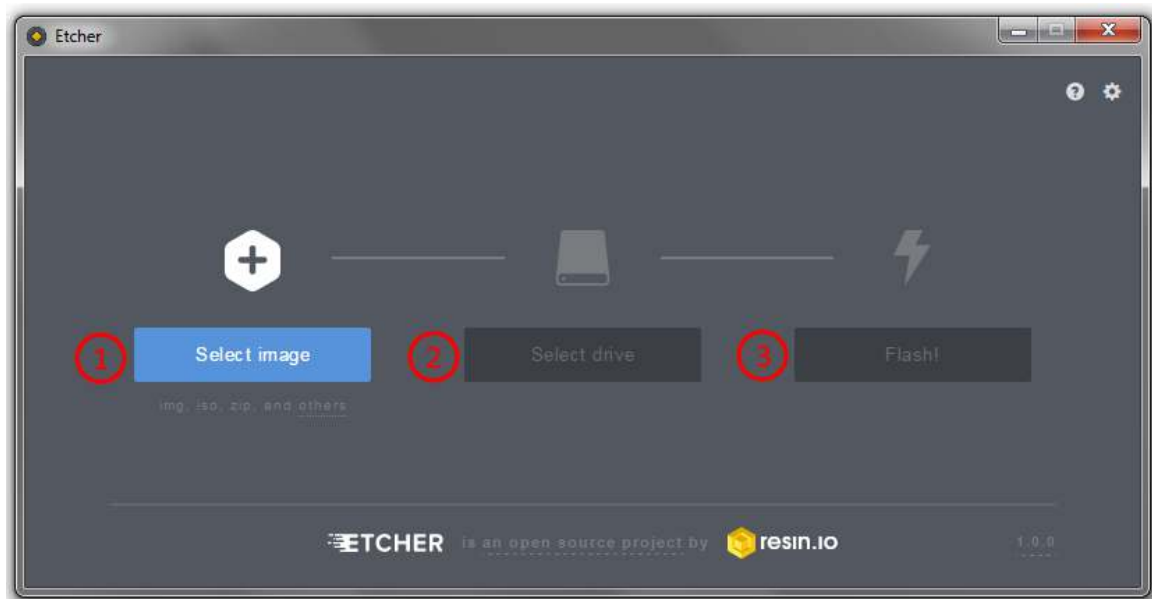 Etcher
1 Select image
2 Select drive
3 Flash!
img, iso, zip, and others
ETCHER is an open source project by resin.io
1.0.0